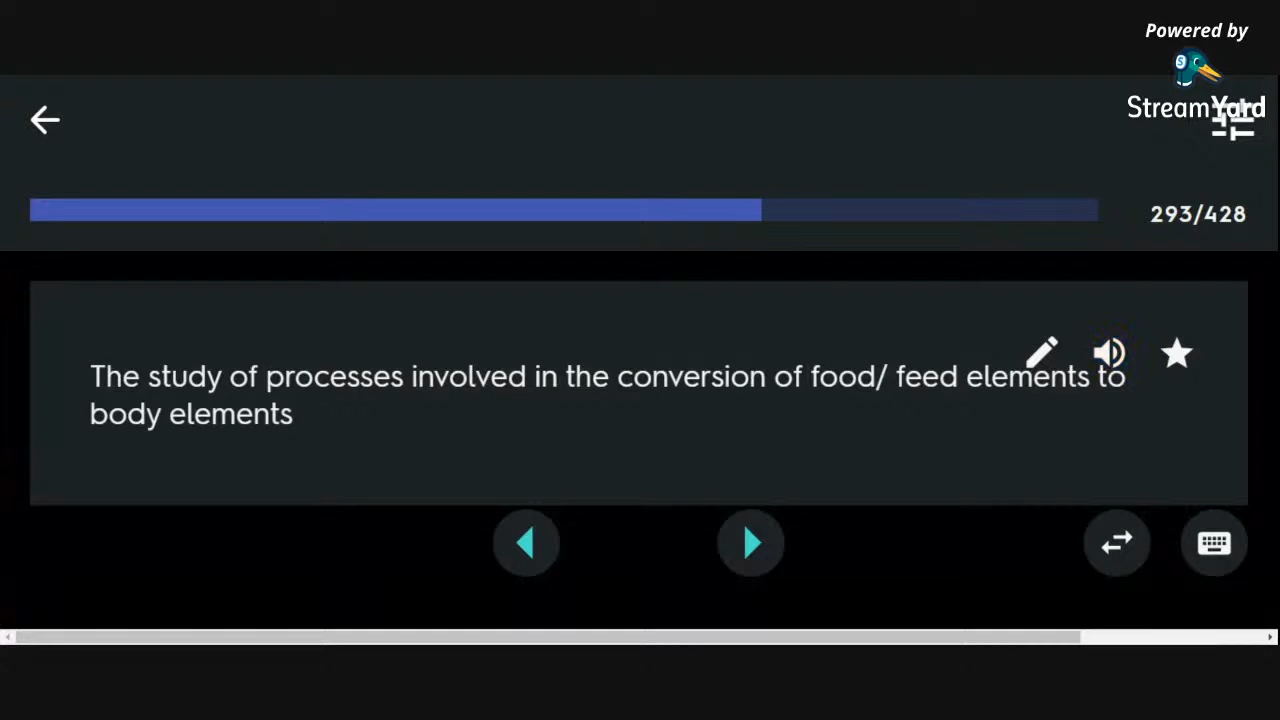 Powered by
StreamYard
293/428
The study of processes involved in the conversion of food/ feed elements to
body elements